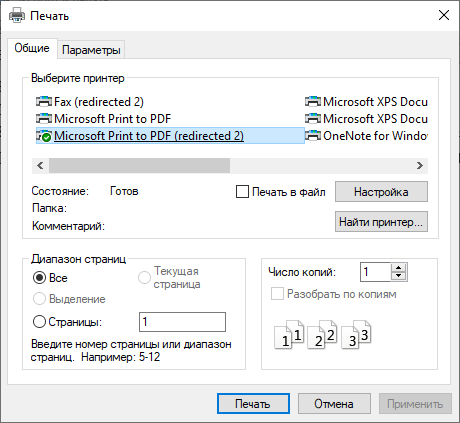 Печать
Общие
Параметры
Выберите принтер
Fax (redirected 2)
Microsoft XPS Docu
Microsoft Print to PDF
Microsoft XPS Docu
Microsoft Print to PDF (redirected 2)
OneNote for Window
Состояние: Готов
Печать в файл
Настройка
Папка:
Комментарий:
Найти принтер...
Диапазон страниц
Все
Текущая
страница
Выделение
Страницы: 1
Введите номер страницы или диапазон
страниц. Например: 5-12
Число копий: 1
Разобрать по копиям
1 1 2 2 3 3
Печать
Отмена
Применить